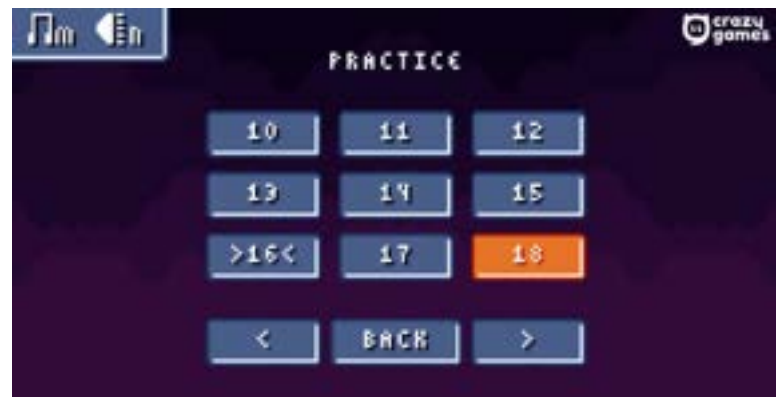 m n
crazy
games
PRACTICE
10 11 12
13 14 15
>16< 17 18
< BACK >